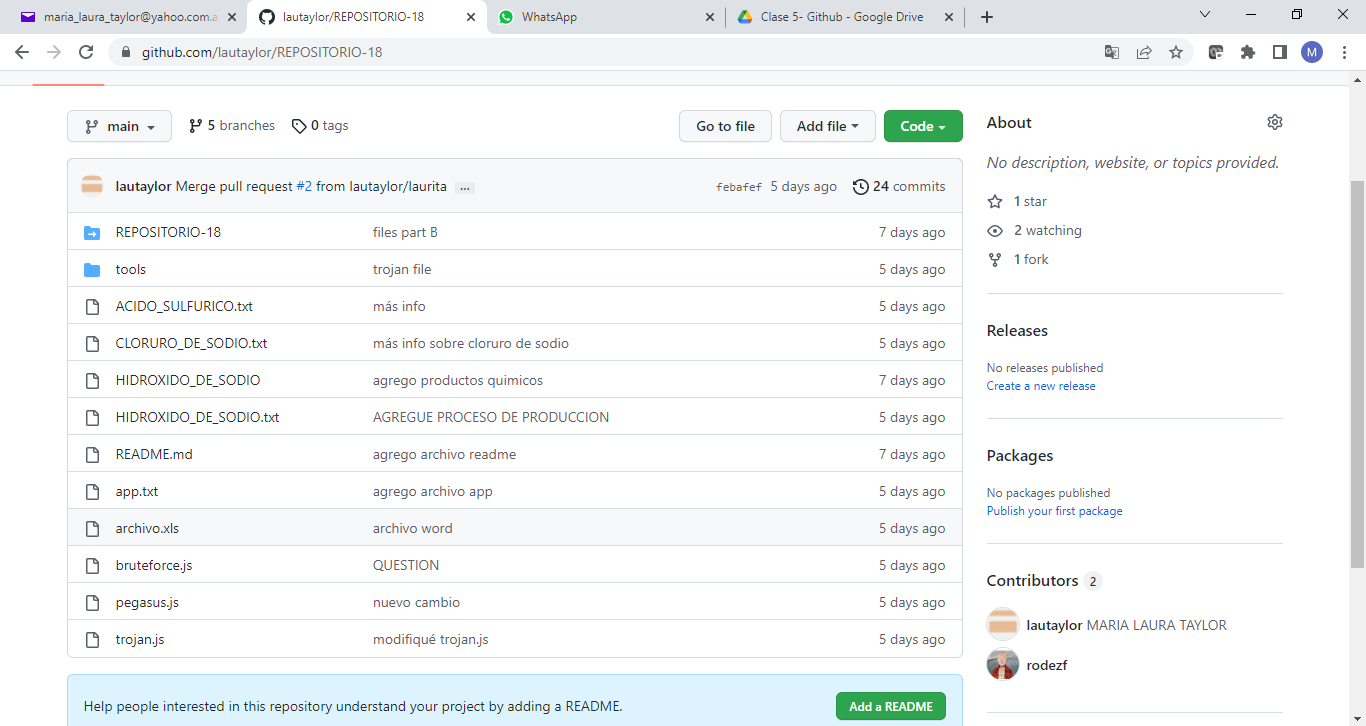 maria_laura_taylor@yahoo.com.a
lautaylor/REPOSITORIO-18
WhatsApp
Clase 5- Github - Google Drive
github.com/lautaylor/REPOSITORIO-18
M
main
5 branches
0 tags
Go to file
Add file
Code
lautaylor Merge pull request #2 from lautaylor/laurita ...
febafef 5 days ago
24 commits
REPOSITORIO-18 files part B 7 days ago
tools trojan file 5 days ago
ACIDO_SULFURICO.txt más info 5 days ago
CLORURO_DE_SODIO.txt más info sobre cloruro de sodio 5 days ago
HIDROXIDO_DE_SODIO agrego productos quimicos 7 days ago
HIDROXIDO_DE_SODIO.txt AGREGUE PROCESO DE PRODUCCION 5 days ago
README.md agrego archivo readme 7 days ago
app.txt agrego archivo app 5 days ago
archivo.xls archivo word 5 days ago
bruteforce.js QUESTION 5 days ago
pegasus.js nuevo cambio 5 days ago
trojan.js modifiqué trojan.js 5 days ago
Help people interested in this repository understand your project by adding a README.
Add a README
About
No description, website, or topics provided.
1 star
2 watching
1 fork
Releases
No releases published
Create a new release
Packages
No packages published
Publish your first package
Contributors 2
lautaylor MARIA LAURA TAYLOR
rodezf